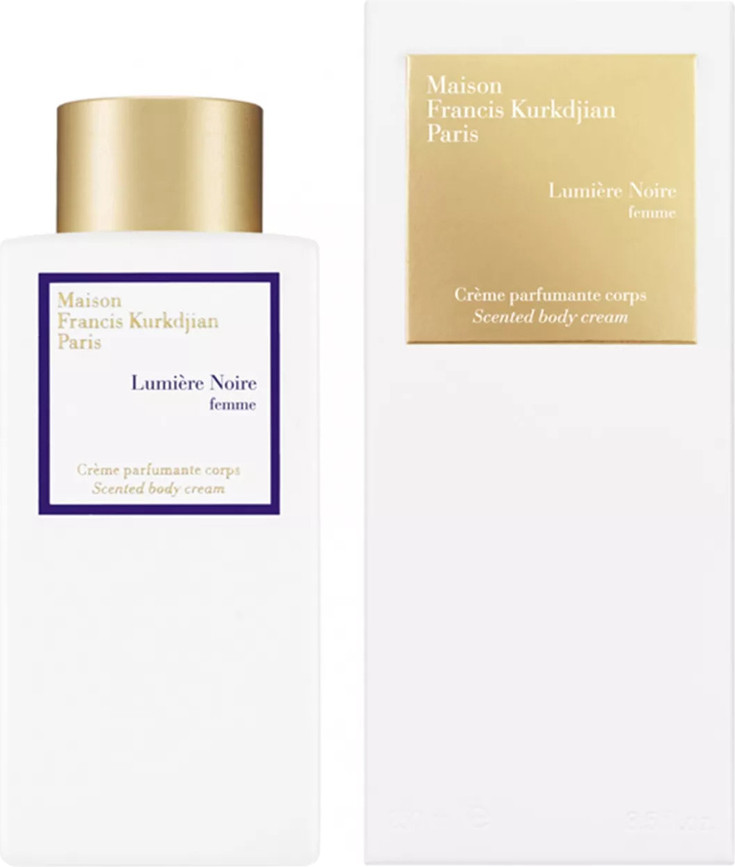 Maison
Francis Kurkdjian
Paris
Lumière Noire
femme
Crème parfumante corps
Scented body cream
Maison
Francis Kurkdjian
Paris
Lumière Noire
femme
Crème parfumante corps
Scented body cream